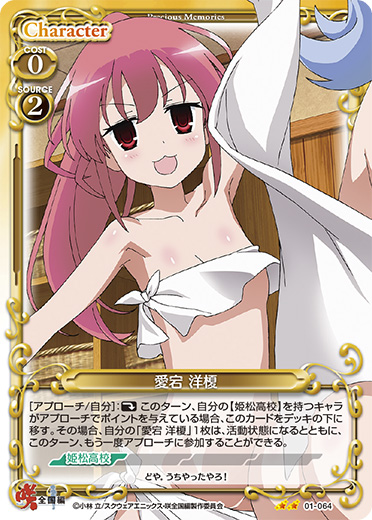 Precious Memories
Character
COST
0
SOURCE
2
愛宕 洋榎
[アプローチ/自分]: このターン、自分の【姫松高校】を持つキャラ
がアプローチでポイントを与えている場合、このカードをデッキの下に
移す。その場合、自分の「愛宕 洋榎」1枚は、活動状態になるとともに、
このターン、もう一度アプローチに参加することができる。
姫松高校
どや、うちやったやろ!
咲 全国編
01-064
©小林 立/スクウェアエニックス・咲全国編製作委員会